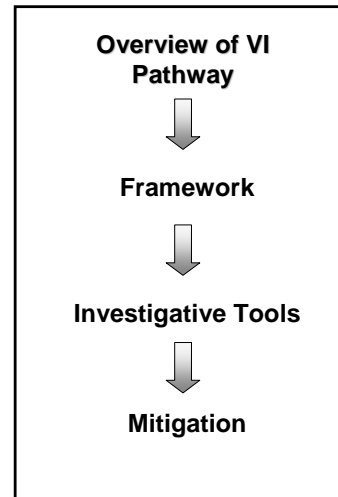 Overview of VI
Pathway
Framework
Investigative Tools
Mitigation